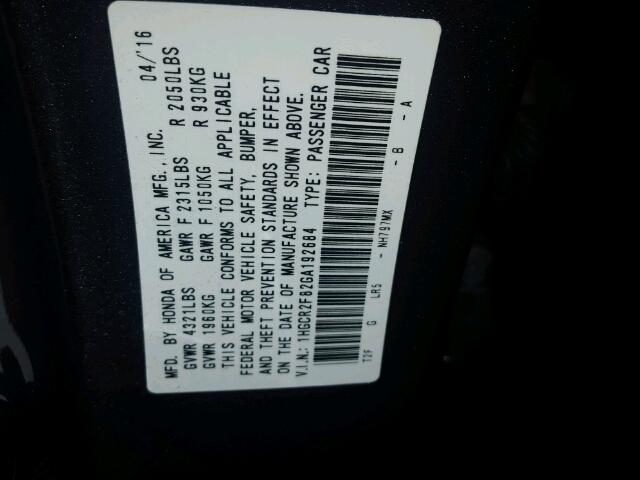 MFD. BY HONDA OF AMERICA MFG., INC. 04/'16
GVWR 4321LBS GAWR F 2315LBS R 2050LBS
GVWR 1960KG GAWR F 1050KG R 930KG
THIS VEHICLE CONFORMS TO ALL APPLICABLE
FEDERAL MOTOR VEHICLE SAFETY, BUMPER,
AND THEFT PREVENTION STANDARDS IN EFFECT
ON THE DATE OF MANUFACTURE SHOWN ABOVE.
V.I.N.: 1HGCR2F82GA192684 TYPE: PASSENGER CAR
T2F G LR5 - NH797MX - B - A